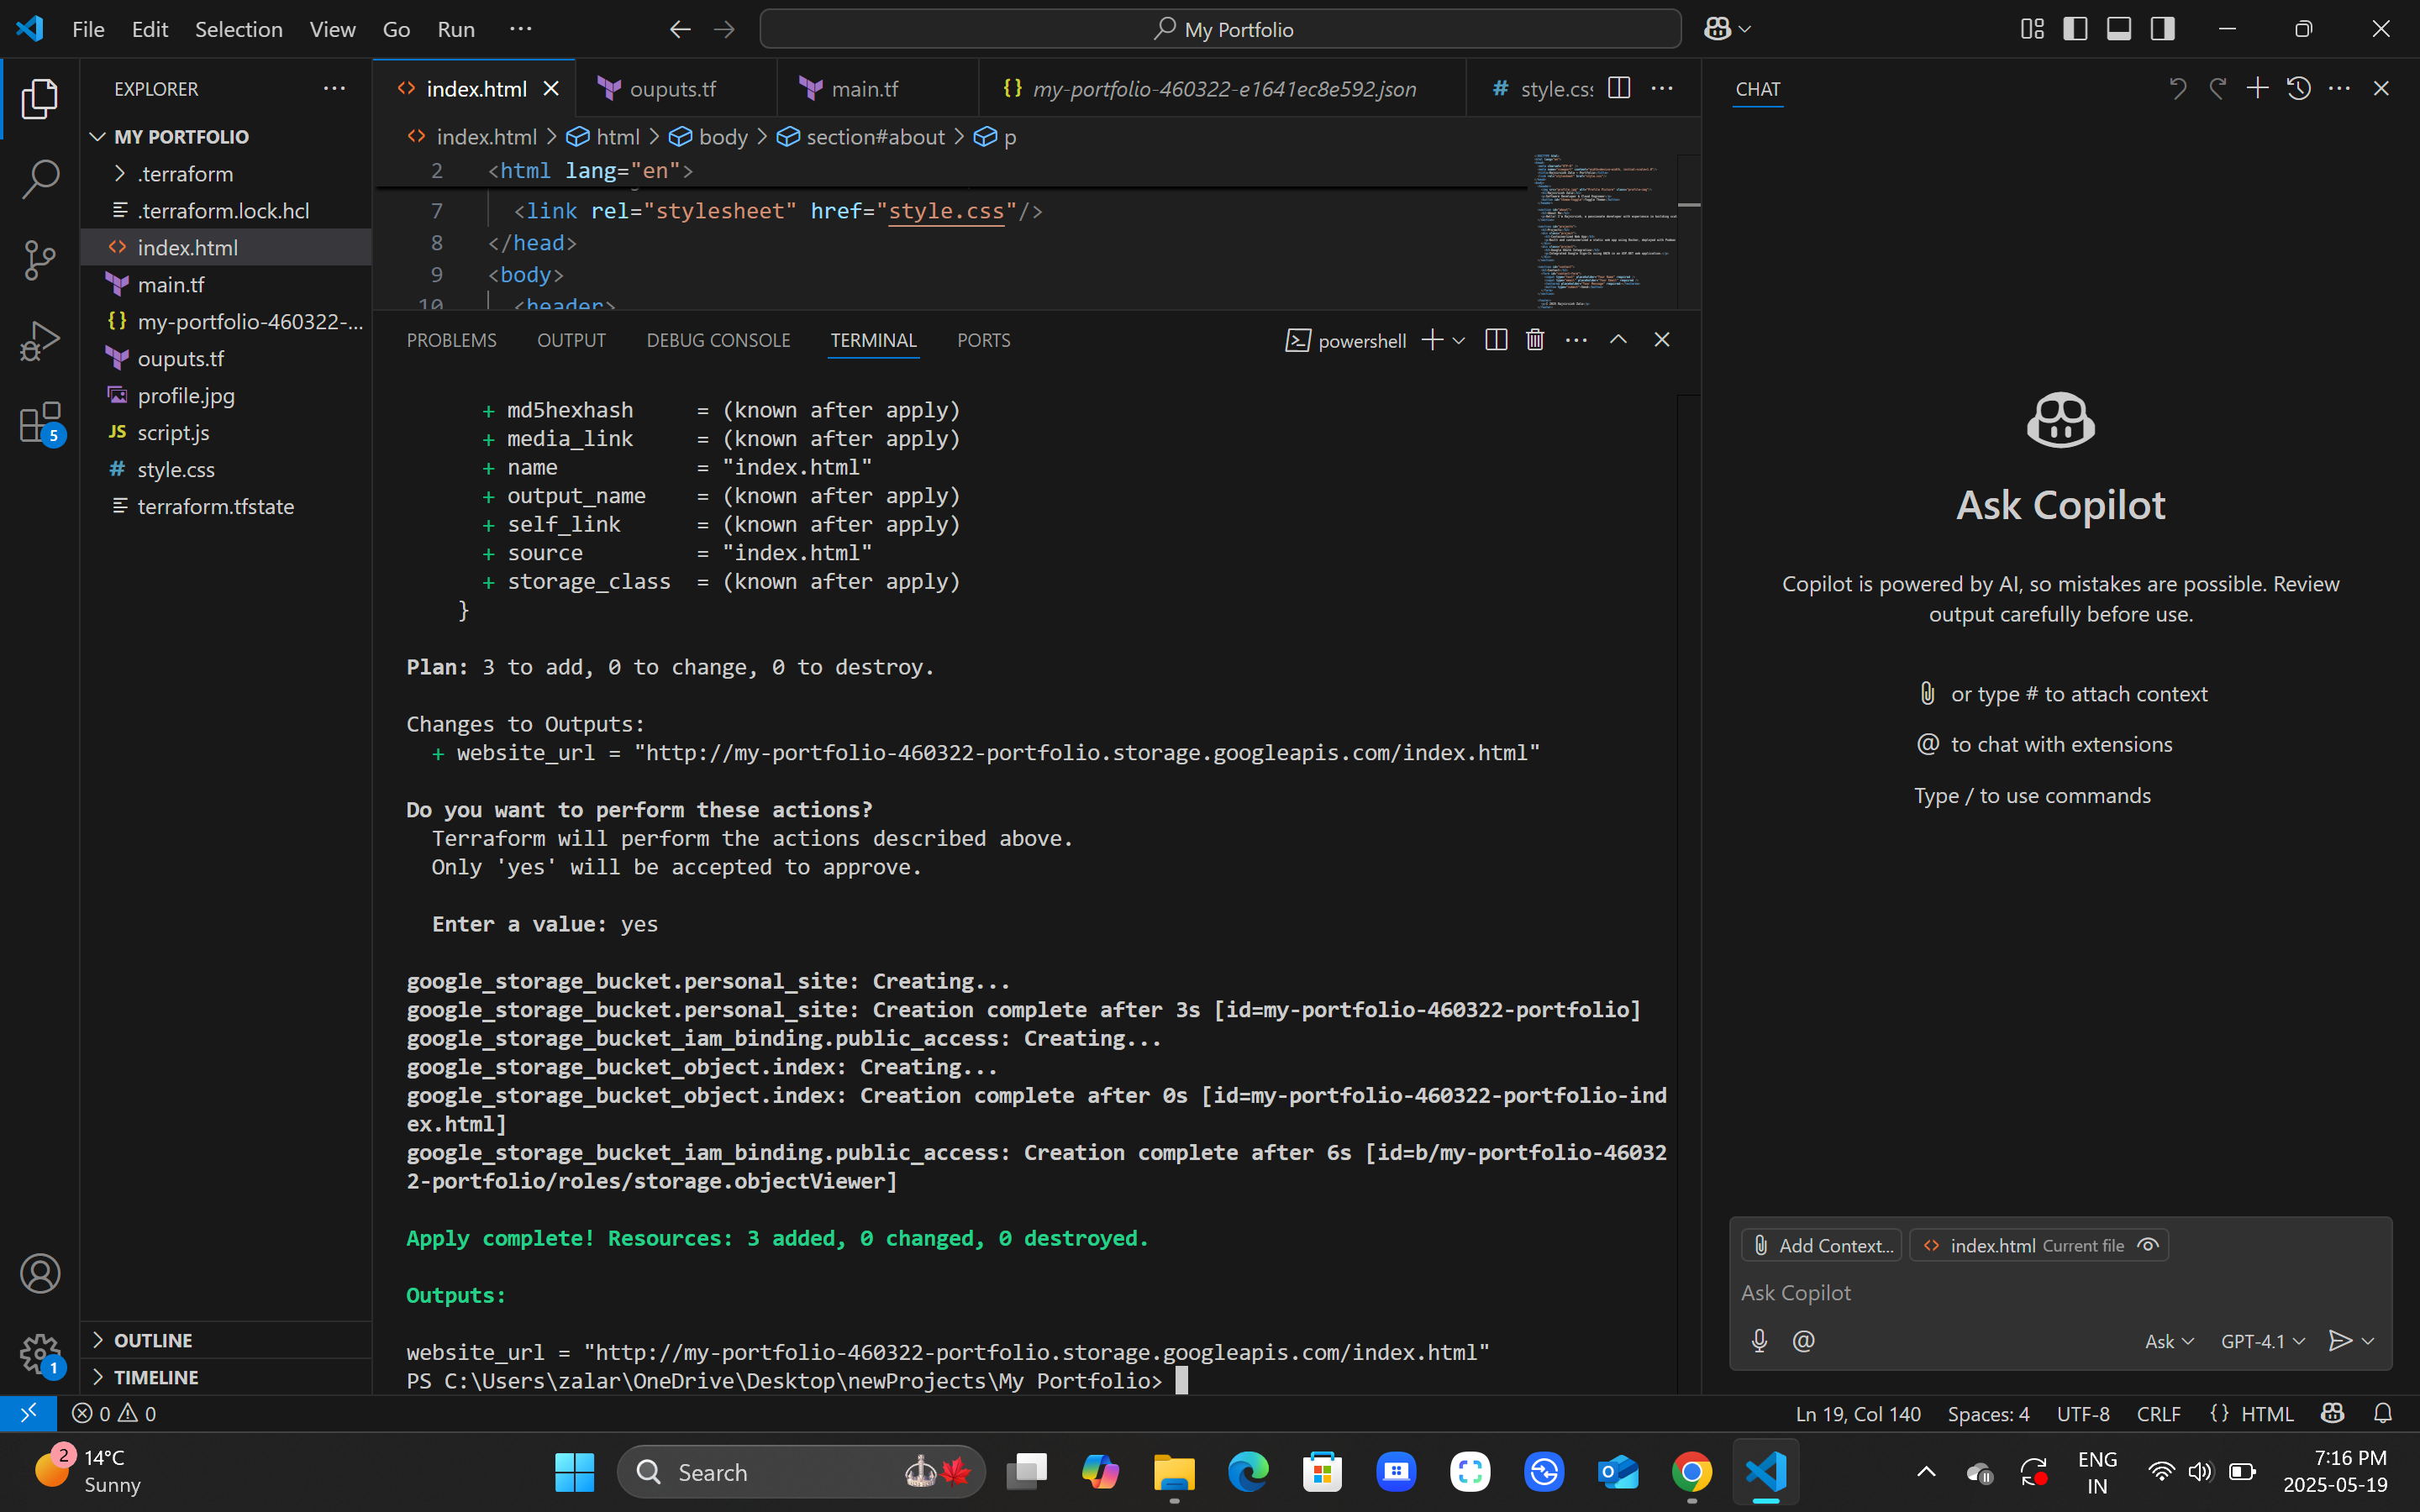 File Edit Selection View Go Run ···
My Portfolio
EXPLORER
MY PORTFOLIO
.terraform
.terraform.lock.hcl
index.html
main.tf
my-portfolio-460322-...
ouputs.tf
profile.jpg
script.js
style.css
terraform.tfstate
OUTLINE
TIMELINE
5
1
index.html ouputs.tf main.tf my-portfolio-460322-e1641ec8e592.json style.cs
index.html > html > body > section#about > p
2 <html lang="en">
7 <link rel="stylesheet" href="style.css"/>
8 </head>
9 <body>
10 <header>
PROBLEMS OUTPUT DEBUG CONSOLE TERMINAL PORTS
powershell
+ md5hexhash = (known after apply)
+ media_link = (known after apply)
+ name = "index.html"
+ output_name = (known after apply)
+ self_link = (known after apply)
+ source = "index.html"
+ storage_class = (known after apply)
}
Plan: 3 to add, 0 to change, 0 to destroy.
Changes to Outputs:
+ website_url = "http://my-portfolio-460322-portfolio.storage.googleapis.com/index.html"
Do you want to perform these actions?
Terraform will perform the actions described above.
Only 'yes' will be accepted to approve.
Enter a value: yes
google_storage_bucket.personal_site: Creating...
google_storage_bucket.personal_site: Creation complete after 3s [id=my-portfolio-460322-portfolio]
google_storage_bucket_iam_binding.public_access: Creating...
google_storage_bucket_object.index: Creating...
google_storage_bucket_object.index: Creation complete after 0s [id=my-portfolio-460322-portfolio-ind
ex.html]
google_storage_bucket_iam_binding.public_access: Creation complete after 6s [id=b/my-portfolio-46032
2-portfolio/roles/storage.objectViewer]
Apply complete! Resources: 3 added, 0 changed, 0 destroyed.
Outputs:
website_url = "http://my-portfolio-460322-portfolio.storage.googleapis.com/index.html"
PS C:\Users\zalar\OneDrive\Desktop\newProjects\My Portfolio>
CHAT
Ask Copilot
Copilot is powered by AI, so mistakes are possible. Review
output carefully before use.
or type # to attach context
@ to chat with extensions
Type / to use commands
Add Context... index.html Current file
Ask Copilot
@ Ask GPT-4.1
0 0
Ln 19, Col 140 Spaces: 4 UTF-8 CRLF {} HTML
2
14°C
Sunny
Search
ENG
IN
7:16 PM
2025-05-19